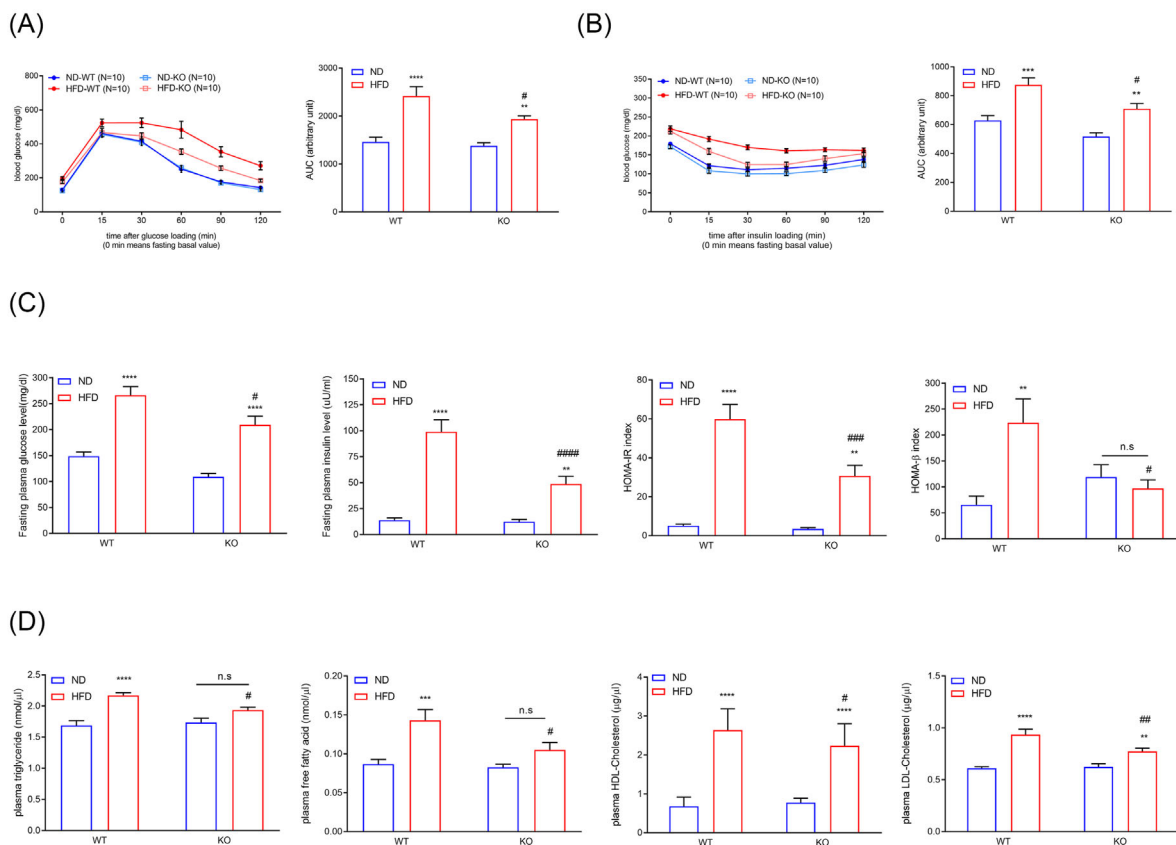 (A)
ND-WT (N=10) ND-KO (N=10)
HFD-WT (N=10) HFD-KO (N=10)
blood glucose (mg/dl)
800
600
400
200
0
0 15 30 60 90 120
time after glucose loading (min)
(0 min means fasting basal value)
ND
HFD
AUC (arbitrary unit)
3000
2000
1000
0
****
#
**
WT KO
(B)
ND-WT (N=10) ND-KO (N=10)
HFD-WT (N=10) HFD-KO (N=10)
blood glucose (mg/dl)
350
300
250
200
150
100
50
0
0 15 30 60 90 120
time after insulin loading (min)
(0 min means fasting basal value)
ND
HFD
AUC (arbitrary unit)
1000
800
600
400
200
0
***
#
**
WT KO
(C)
ND
HFD
Fasting plasma glucose level(mg/dl)
300
250
200
150
100
50
0
****
#
****
WT KO
ND
HFD
Fasting plasma insulin level (uU/ml)
150
125
100
75
50
25
0
****
####
**
WT KO
ND
HFD
HOMA-IR index
80
60
40
20
0
****
###
**
WT KO
ND
HFD
HOMA-β index
300
250
200
150
100
50
0
**
n.s
#
WT KO
(D)
ND
HFD
plasma triglyceride (nmol/µl)
2.5
2.0
1.5
1.0
0.5
0.0
****
n.s
#
WT KO
ND
HFD
plasma free fatty acid (nmol/µl)
0.20
0.15
0.10
0.05
0.00
***
n.s
#
WT KO
ND
HFD
plasma HDL-Cholesterol (µg/µl)
4
3
2
1
0
****
#
****
WT KO
ND
HFD
plasma LDL-Cholesterol (µg/µl)
1.5
1.0
0.5
0.0
****
##
**
WT KO